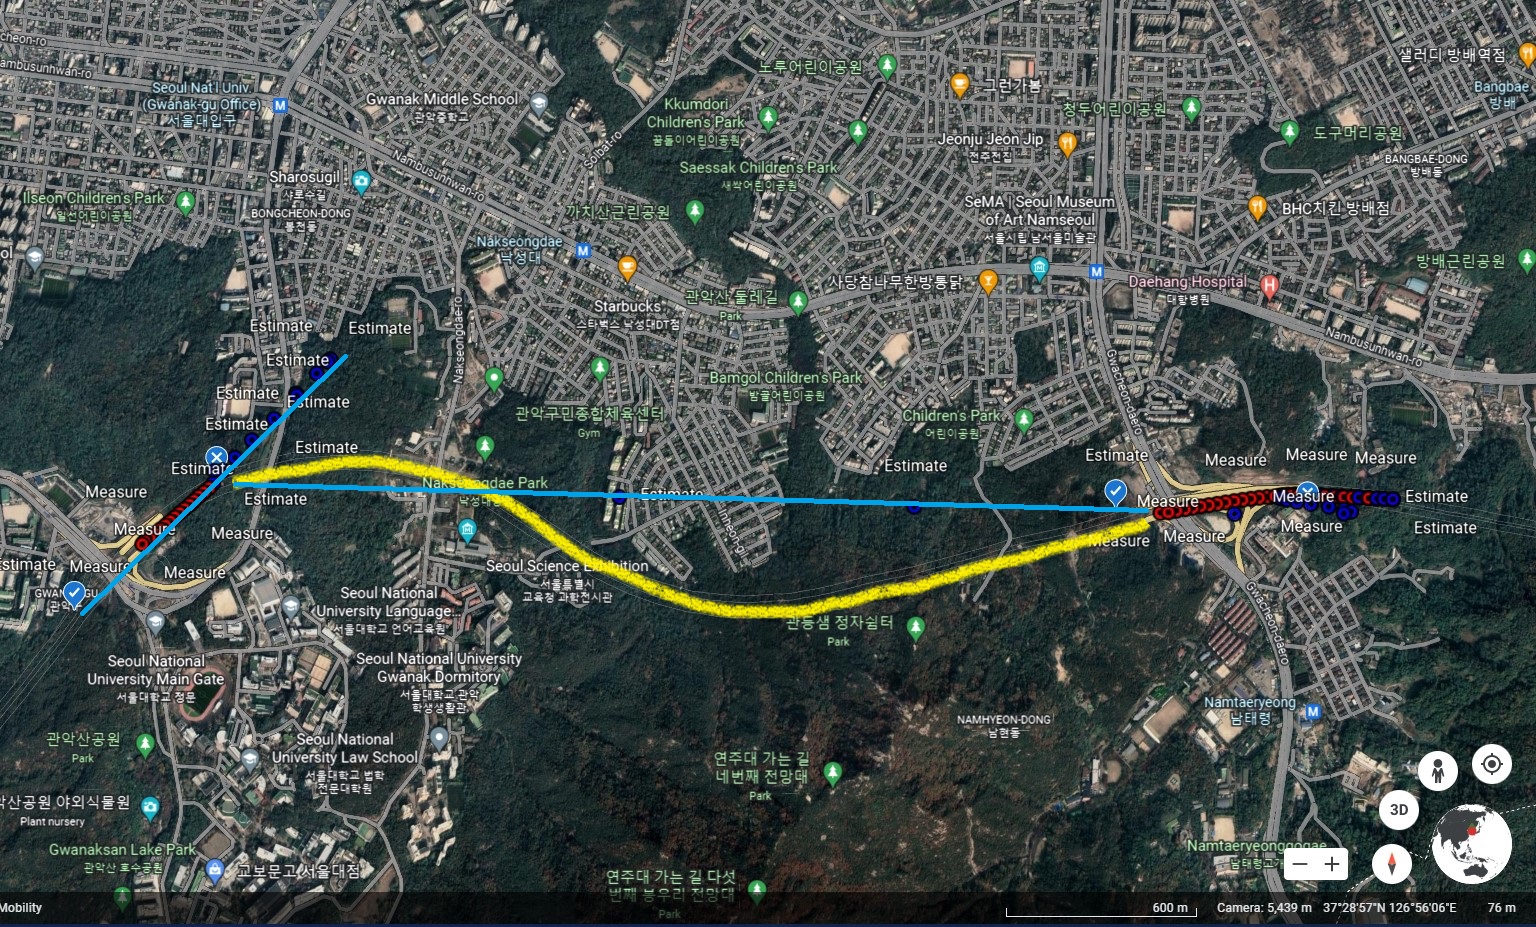 cheon-ro
ambusunhwan-ro
Seoul Nat'l Univ.
(Gwanak-gu Office)
서울대입구
Gwanak Middle School
관악중학교
노루어린이공원
그런가봄
샐러디 방배역점
Bangbae
방배
Kkumdori
Children's Park
꿈돌이어린이공원
청두어린이공원
도구머리공원
Solbat-ro
Jeonju Jeon Jip
전주전집
Nambusunhwan-ro
BANGBAE-DONG
방배동
Sharosugil
샤로수길
Saessak Children's Park
새싹어린이공원
Ilseon Children's Park
일선어린이공원
BONGCHEON-DONG
봉천동
까치산근린공원
SeMA | Seoul Museum
of Art Namseoul
서울시립 남서울미술관
BHC치킨 방배점
Nakseongdae
낙성대
ol
방배근린공원
사당참나무한방통닭
Daehang Hospital
대항병원
Starbucks
스타벅스 낙성대DT점
관악산 둘레길
Park
Nakseongdae-ro
Gwacheon-daero
Nambusunhwan-ro
Estimate
Estimate
Estimate
Estimate
Estimate
Estimate
Estimate
Estimate
Estimate
Bamgol Children's Park
밤골어린이공원
관악구민종합체육센터
Gym
Children's Park
어린이공원
Estimate
Estimate
Measure
Measure
Measure
Nakseongdae Park
낙성대공원
Estimate
Measure
Measure
Estimate
Measure
Measure
Measure
Estimate
Measure
Measure
Measure
Inheon-gil
Estimate
Measure
Measure
GWANAK-GU
관악구
Seoul Science Exhibition
서울특별시
교육청 과학전시관
Gwacheon-daero
Seoul National
University Language...
서울대학교 언어교육원
관음샘 정자쉼터
Park
Seoul National
University Main Gate
서울대학교 정문
Seoul National University
Gwanak Dormitory
서울대학교 관악
학생생활관
Namtaeryeong
남태령
NAMHYEON-DONG
남현동
관악산공원
Park
Seoul National
University Law School
서울대학교 법학
전문대학원
연주대 가는 길
네번째 전망대
Park
악산공원 야외식물원
Plant nursery
3D
Gwanaksan Lake Park
관악산 호수공원
교보문고 서울대점
연주대 가는 길 다섯
번째 봉우리 전망대
Park
Namtaeryeonggogae
남태령고개
Mobility
600 m
Camera: 5,439 m
37°28'57"N 126°56'06"E
76 m